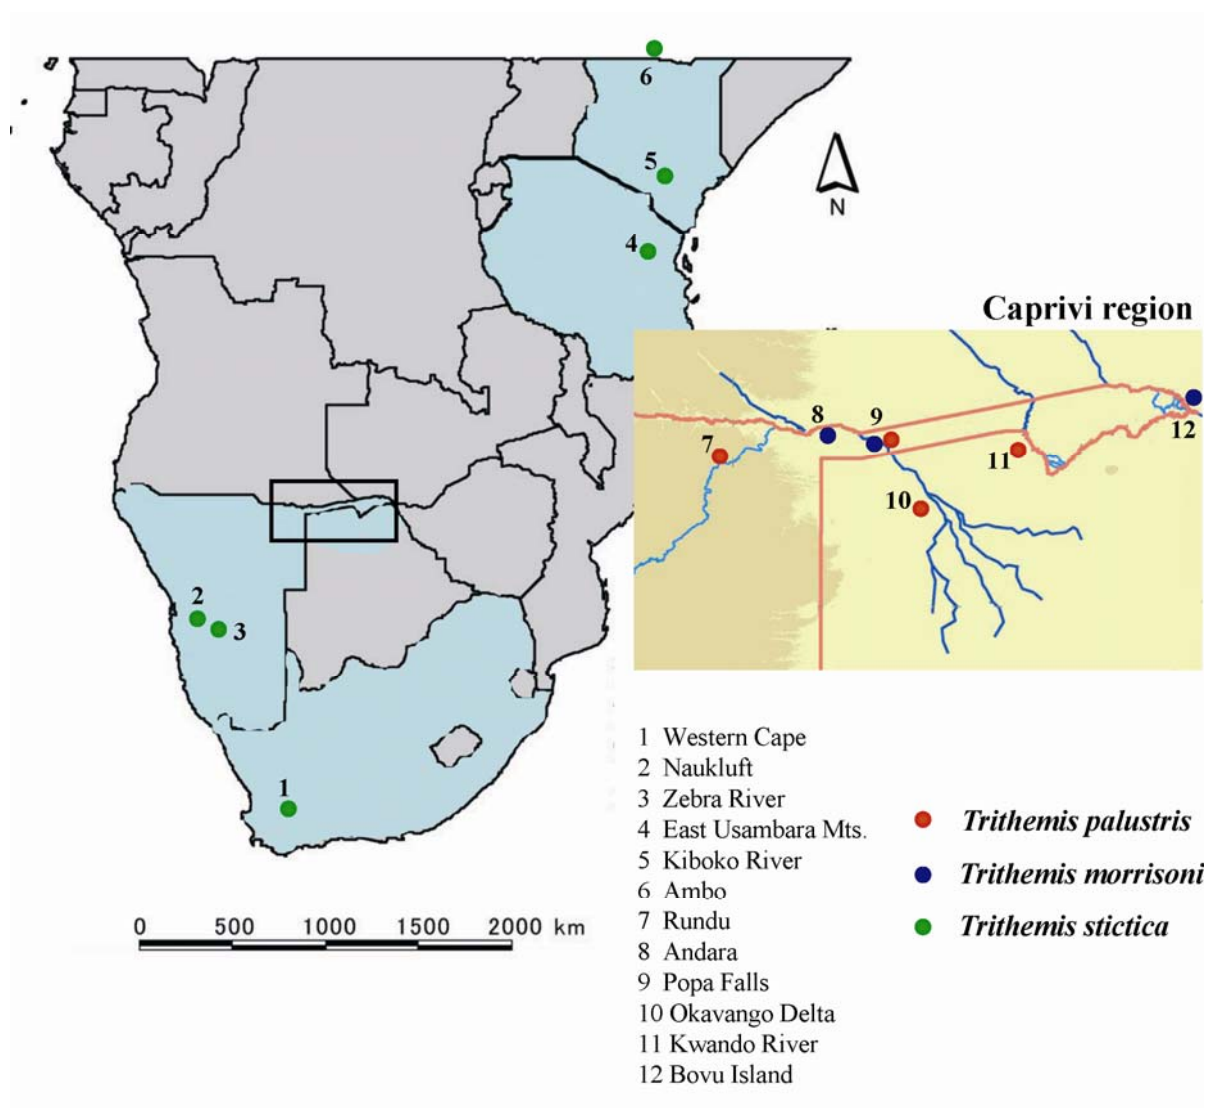 6
5
N
4
Caprivi region
8
9
12
7
11
10
2
3
1
1 Western Cape
2 Naukluft
3 Zebra River
4 East Usambara Mts.
5 Kiboko River
6 Ambo
7 Rundu
8 Andara
9 Popa Falls
10 Okavango Delta
11 Kwando River
12 Bovu Island
Trithemis palustris
Trithemis morrisoni
Trithemis stictica
0 500 1000 1500 2000 km